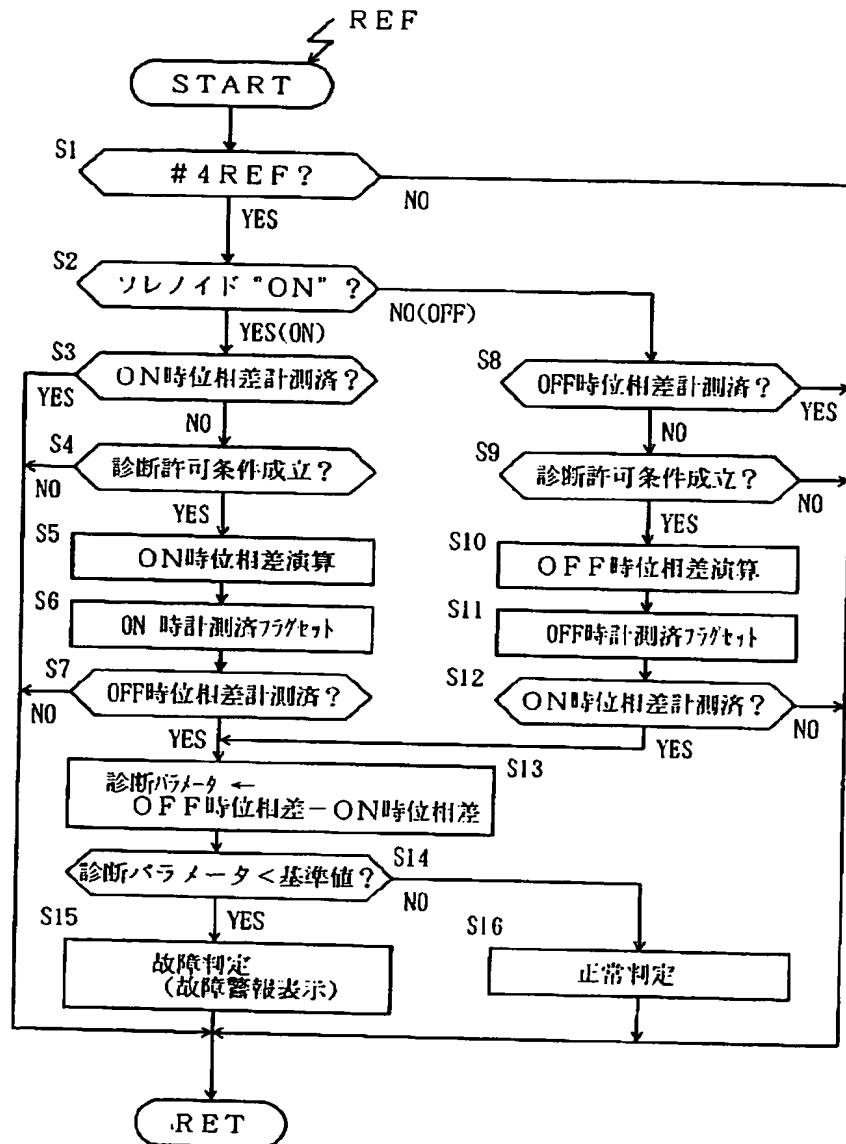 REF
START
S1
#4REF?
NO
YES
S2
ソレノイド "ON" ?
NO(OFF)
YES(ON)
S3
ON時位相差計測済?
YES
NO
S8
OFF時位相差計測済?
YES
NO
S4
診断許可条件成立?
NO
YES
S9
診断許可条件成立?
NO
YES
S5
ON時位相差演算
S10
OFF時位相差演算
S6
ON 時計測済フラグセット
S11
OFF時計測済フラグセット
S7
OFF時位相差計測済?
NO
YES
S12
ON時位相差計測済?
NO
YES
S13
診断パラメータ ←
OFF時位相差-ON時位相差
S14
診断パラメータ<基準値?
NO
YES
S15
故障判定
(故障警報表示)
S16
正常判定
RET